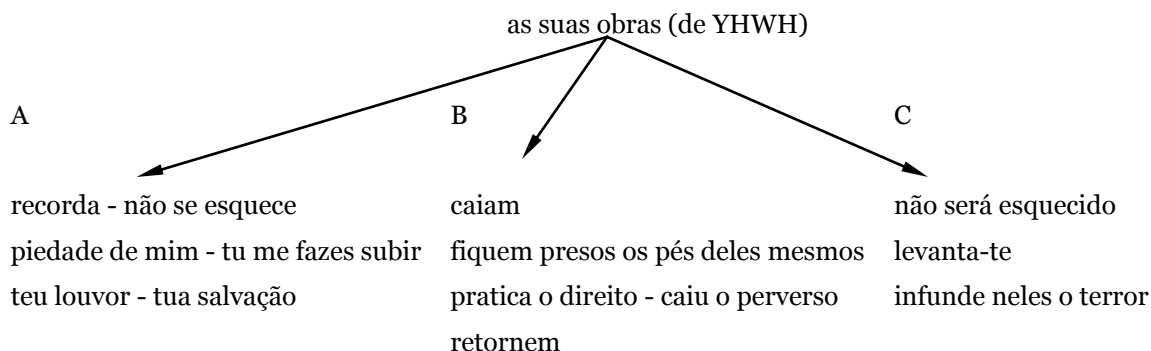 as suas obras (de YHWH)
A
B
C
recorda - não se esquece
piedade de mim - tu me fazes subir
teu louvor - tua salvação
caiam
fiquem presos os pés deles mesmos
pratica o direito - caiu o perverso
retornem
não será esquecido
levanta-te
infunde neles o terror